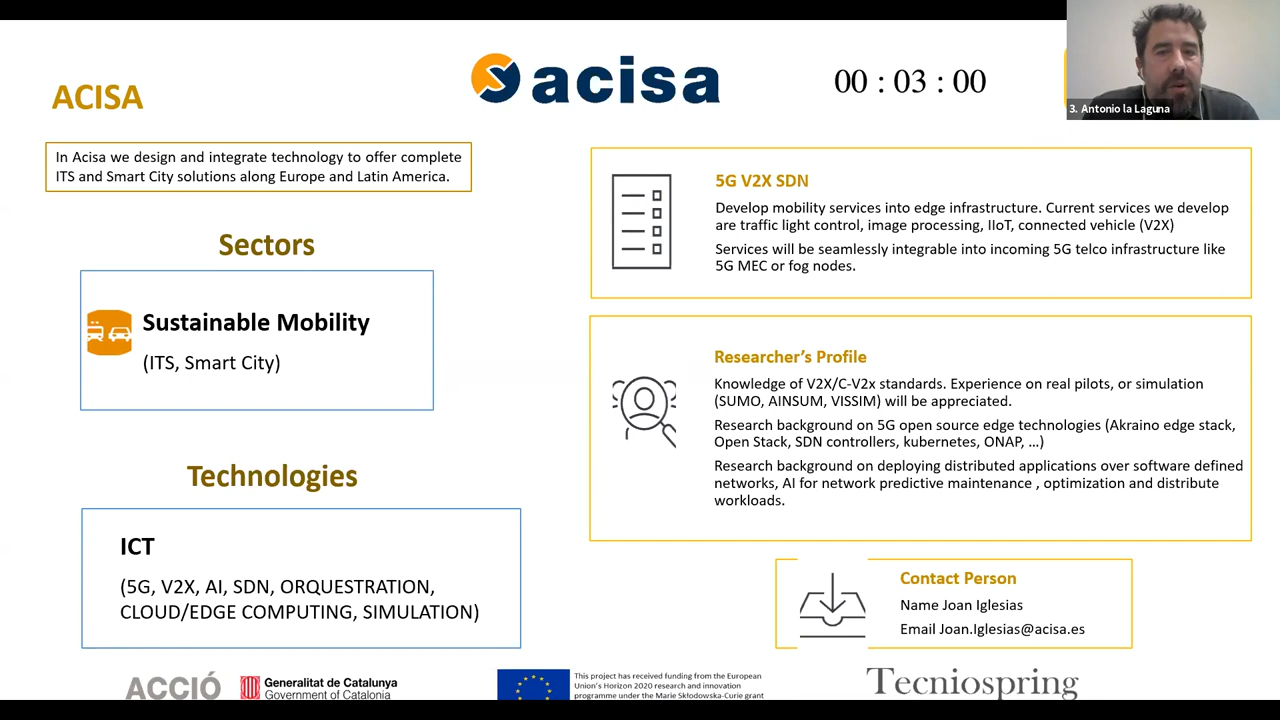 ACISA
acisa
00 : 03 : 00
3. Antonio la Laguna
In Acisa we design and integrate technology to offer complete
ITS and Smart City solutions along Europe and Latin America.
Sectors
Sustainable Mobility
(ITS, Smart City)
Technologies
ICT
(5G, V2X, AI, SDN, ORQUESTRATION,
CLOUD/EDGE COMPUTING, SIMULATION)
5G V2X SDN
Develop mobility services into edge infrastructure. Current services we develop
are traffic light control, image processing, IIoT, connected vehicle (V2X)
Services will be seamlessly integrable into incoming 5G telco infrastructure like
5G MEC or fog nodes.
Researcher’s Profile
Knowledge of V2X/C-V2x standards. Experience on real pilots, or simulation
(SUMO, AINSUM, VISSIM) will be appreciated.
Research background on 5G open source edge technologies (Akraino edge stack,
Open Stack, SDN controllers, kubernetes, ONAP, ...)
Research background on deploying distributed applications over software defined
networks, AI for network predictive maintenance , optimization and distribute
workloads.
Contact Person
Name Joan Iglesias
Email Joan.Iglesias@acisa.es
ACCIÓ
Generalitat de Catalunya
Government of Catalonia
This project has received funding from the European
Union's Horizon 2020 research and innovation
programme under the Marie Skłodowska-Curie grant
Tecniospring